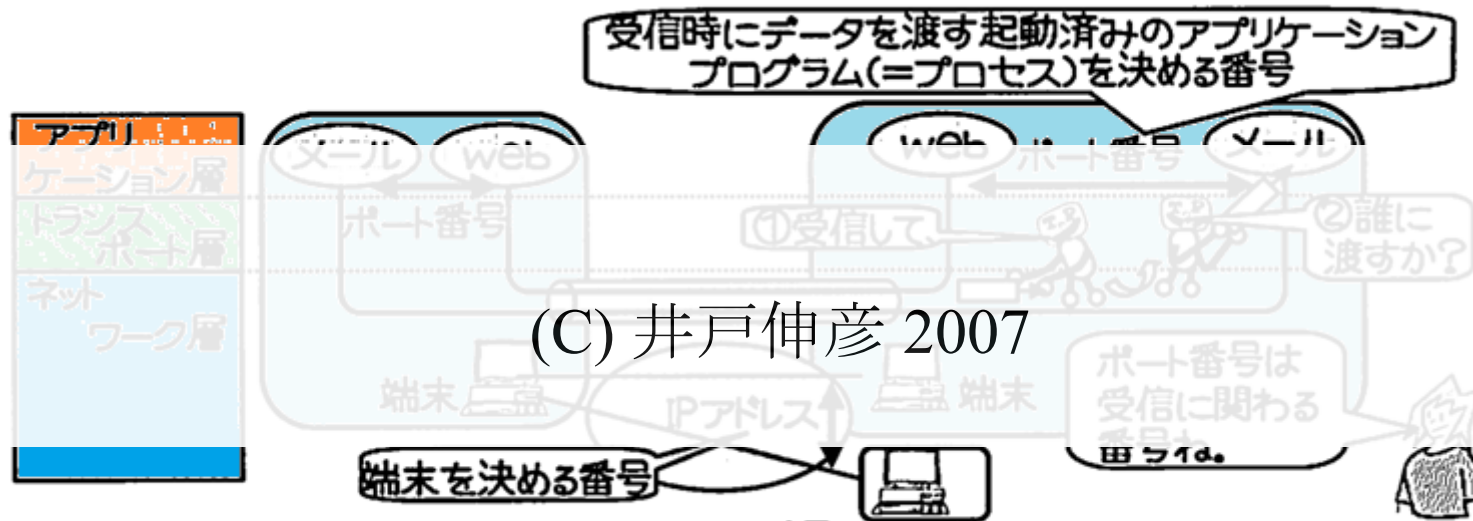 受信時にデータを渡す起動済みのアプリケーション
プログラム(=プロセス)を決める番号
アプリ
ケーション層
トランス
ポート層
ネット
ワーク層
メール
web
ポート番号
web
ポート番号
メール
①受信して
②誰に
渡すか?
(C) 井戸伸彦 2007
端末
IPアドレス
端末
ポート番号は
受信に関わる
番号ね。
端末を決める番号